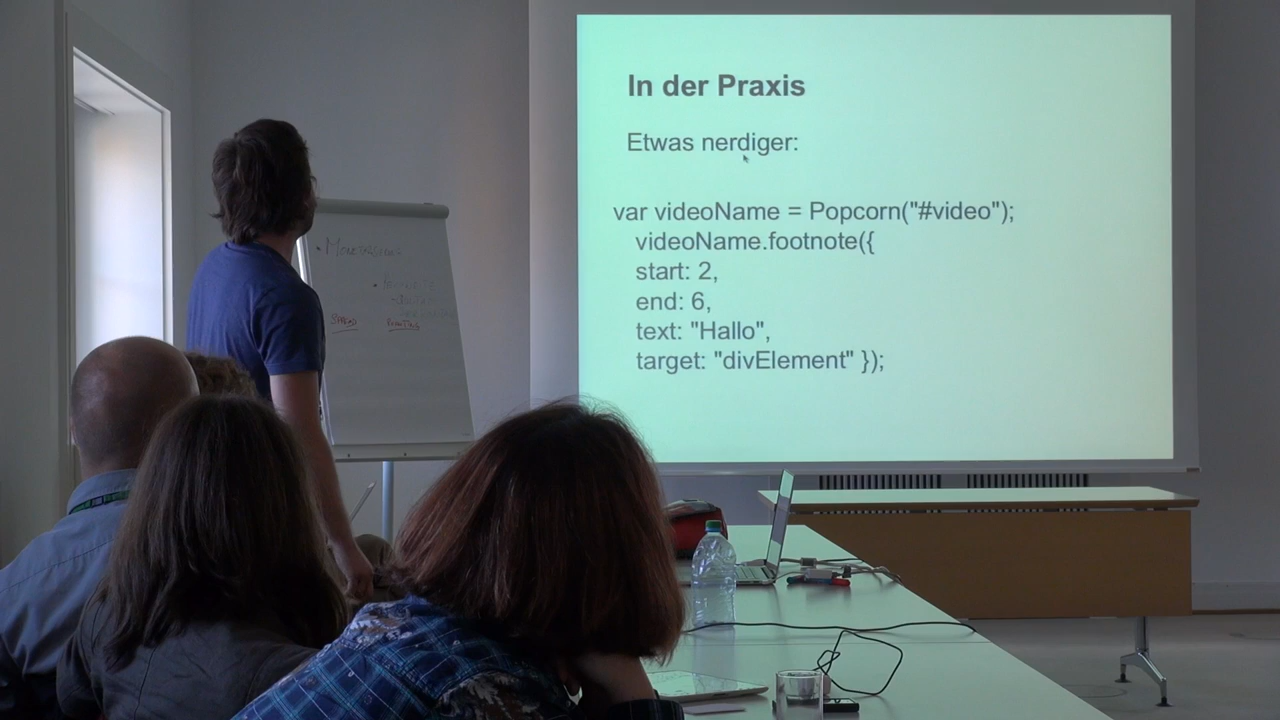 In der Praxis
Etwas nerdiger:
var videoName = Popcorn("#video");
videoName.footnote({
start: 2,
end: 6,
text: "Hallo",
target: "divElement" });